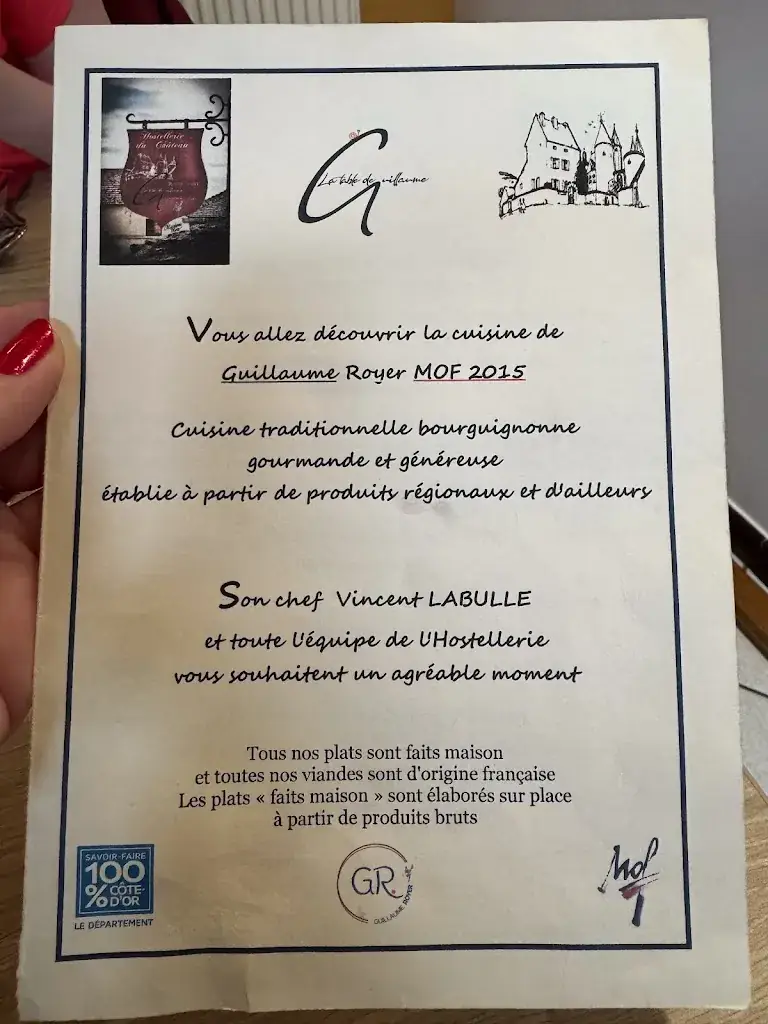 Hostellerie
du Château
La table de Guillaume
Vous allez découvrir la cuisine de
Guillaume Royer MOF 2015
Cuisine traditionnelle bourguignonne
gourmande et généreuse
établie à partir de produits régionaux et d'ailleurs
Son chef Vincent LABULLE
et toute l'équipe de l'Hostellerie
vous souhaitent un agréable moment
Tous nos plats sont faits maison
et toutes nos viandes sont d'origine française
Les plats « faits maison » sont élaborés sur place
à partir de produits bruts
SAVOIR-FAIRE
100
% CÔTE-
D'OR
LE DÉPARTEMENT
GR
GUILLAUME ROYER
Mof